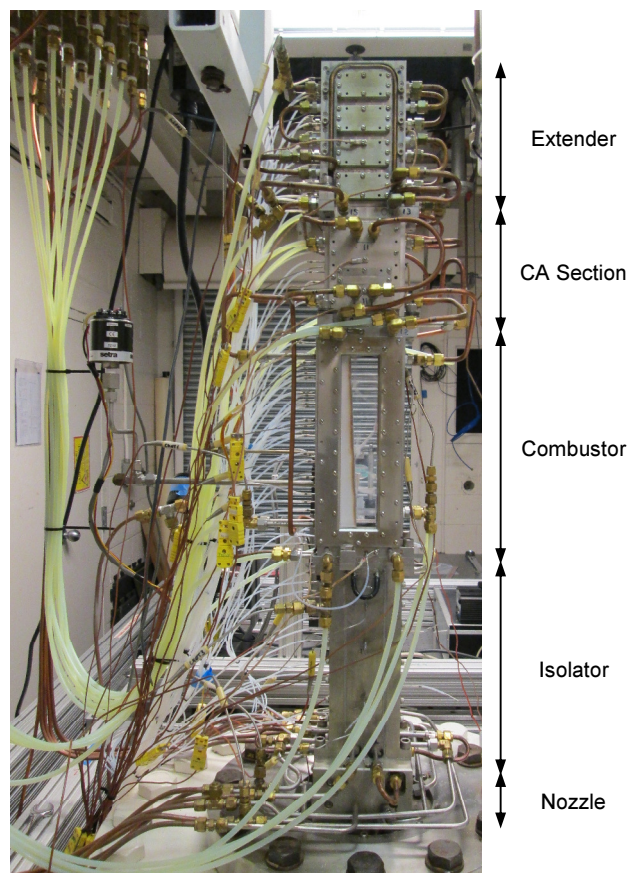 Extender
CA Section
Combustor
setra
Isolator
Nozzle